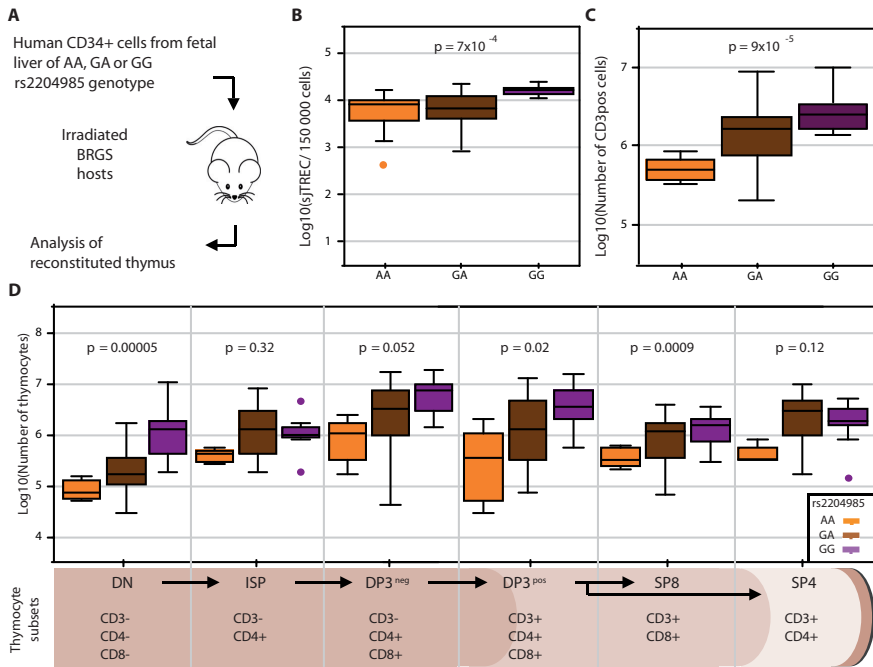 A
Human CD34+ cells from fetal
liver of AA, GA or GG
rs2204985 genotype
Irradiated
BRGS
hosts
Analysis of
reconstituted thymus
B
Log10(sjTREC/ 150 000 cells)
5
4
3
2
1
p = 7x10 -4
AA GA GG
C
Log10(Number of CD3pos cells)
7
6
5
p = 9x10 -5
AA GA GG
D
Log10(Number of thymocytes)
8
7
6
5
4
p = 0.00005 p = 0.32 p = 0.052 p = 0.02 p = 0.0009 p = 0.12
rs2204985
AA
GA
GG
Thymocyte
subsets
DN ISP DP3 neg DP3 pos SP8 SP4
CD3- CD3- CD3- CD3+ CD3+ CD3+
CD4- CD4+ CD4+ CD4+ CD8+ CD4+
CD8- CD8+ CD8+